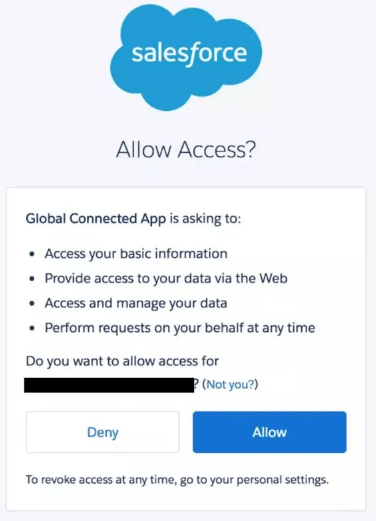 salesforce
Allow Access?
Global Connected App is asking to:
• Access your basic information
• Provide access to your data via the Web
• Access and manage your data
• Perform requests on your behalf at any time
Do you want to allow access for
? (Not you?)
Deny
Allow
To revoke access at any time, go to your personal settings.